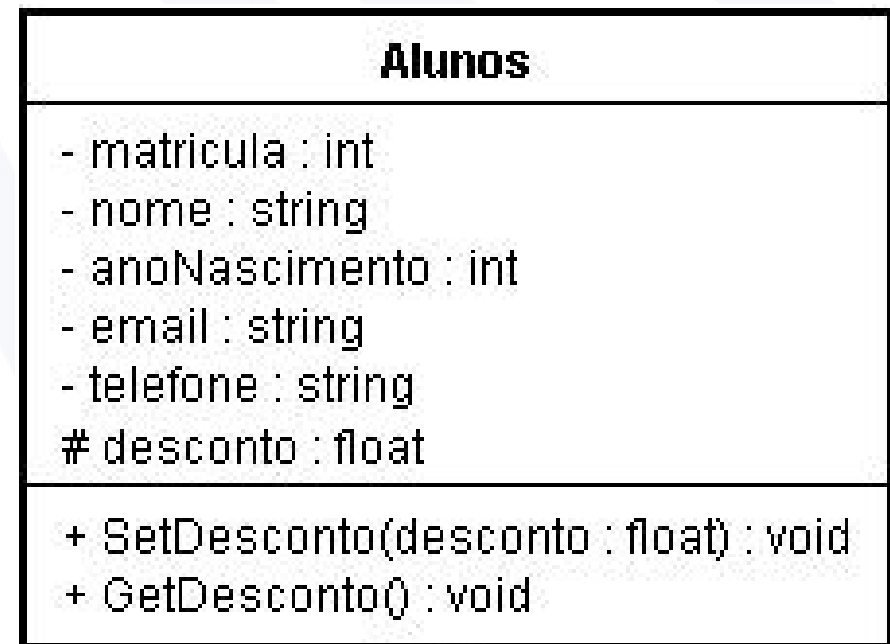 Alunos
- matricula : int
- nome : string
- anoNascimento : int
- email : string
- telefone : string
# desconto : float
+ SetDesconto(desconto : float) : void
+ GetDesconto() : void